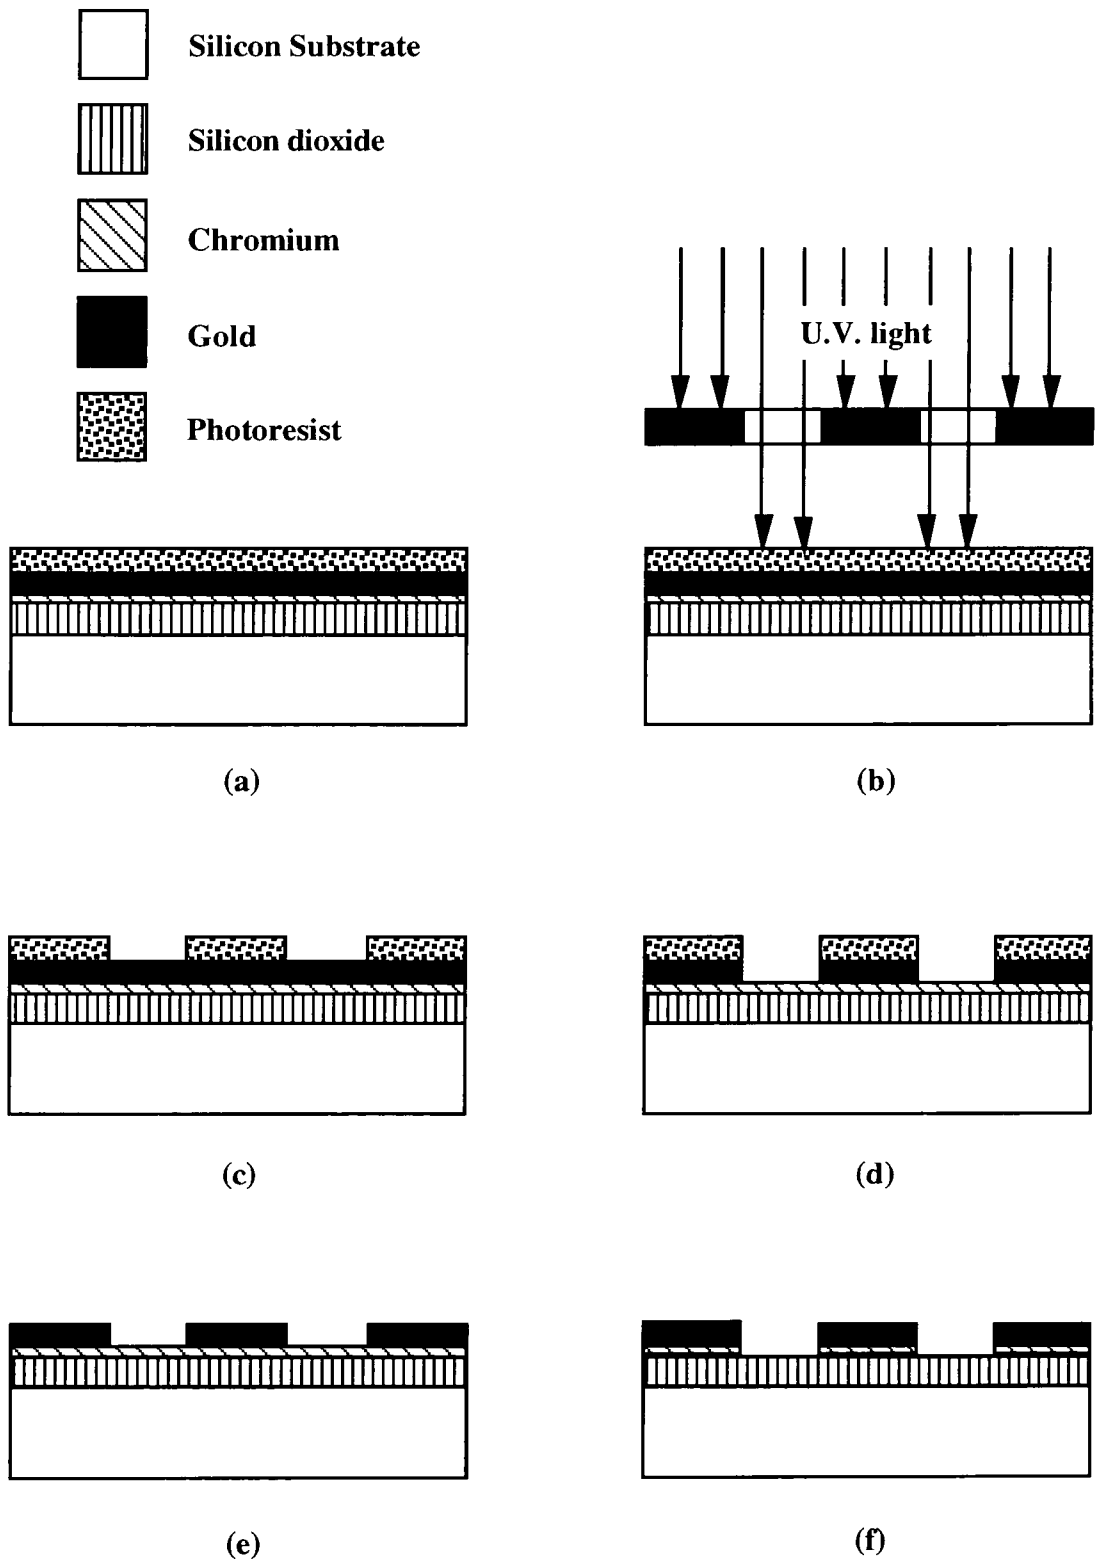 Silicon Substrate
Silicon dioxide
Chromium
Gold
Photoresist
U.V. light
(a)
(b)
(c)
(d)
(e)
(f)